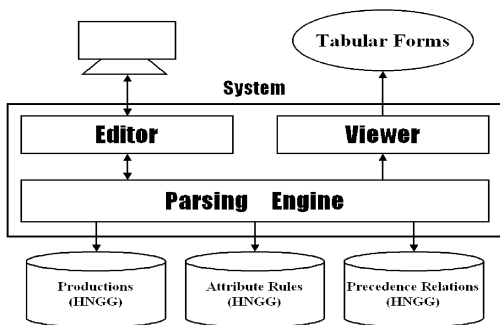 Tabular Forms
System
Editor
Viewer
Parsing Engine
Productions
(HNGG)
Attribute Rules
(HNGG)
Precedence Relations
(HNGG)